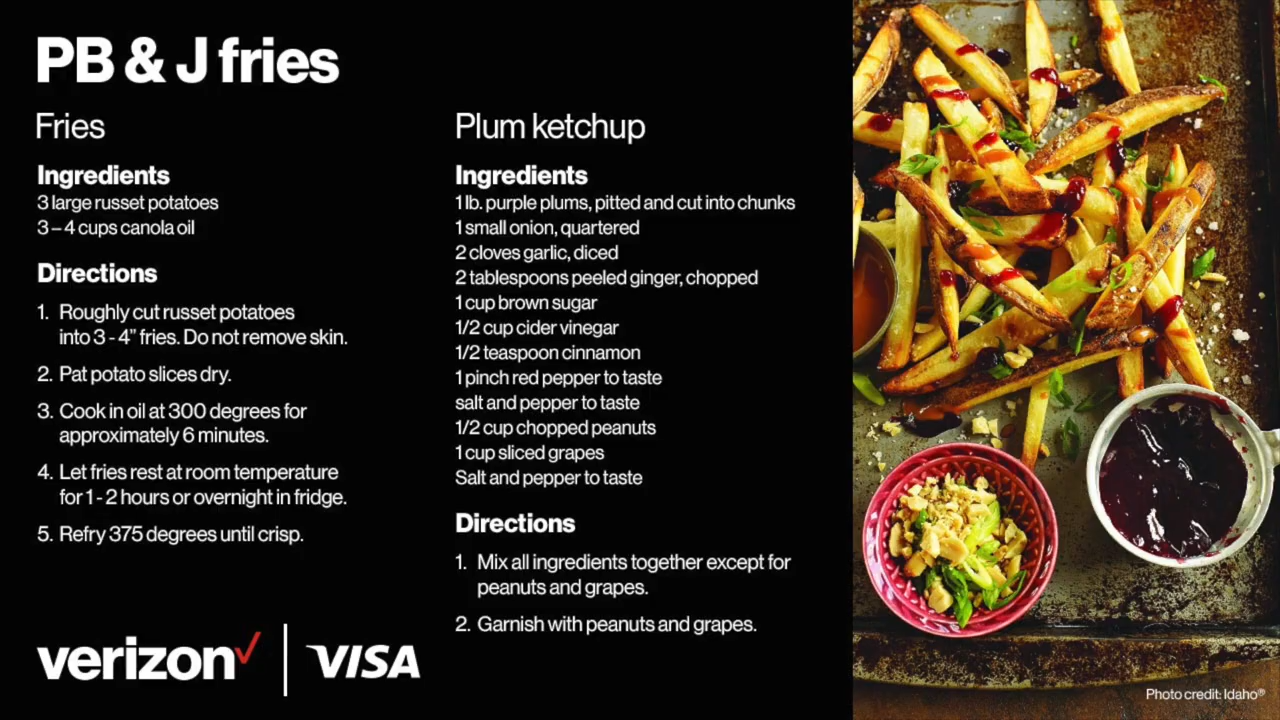 PB & J fries
Fries
Ingredients
3 large russet potatoes
3 – 4 cups canola oil
Directions
1. Roughly cut russet potatoes
into 3 - 4” fries. Do not remove skin.
2. Pat potato slices dry.
3. Cook in oil at 300 degrees for
approximately 6 minutes.
4. Let fries rest at room temperature
for 1 - 2 hours or overnight in fridge.
5. Refry 375 degrees until crisp.
Plum ketchup
Ingredients
1 lb. purple plums, pitted and cut into chunks
1 small onion, quartered
2 cloves garlic, diced
2 tablespoons peeled ginger, chopped
1 cup brown sugar
1/2 cup cider vinegar
1/2 teaspoon cinnamon
1 pinch red pepper to taste
salt and pepper to taste
1/2 cup chopped peanuts
1 cup sliced grapes
Salt and pepper to taste
Directions
1. Mix all ingredients together except for
peanuts and grapes.
2. Garnish with peanuts and grapes.
verizon
VISA
Photo credit: Idaho®